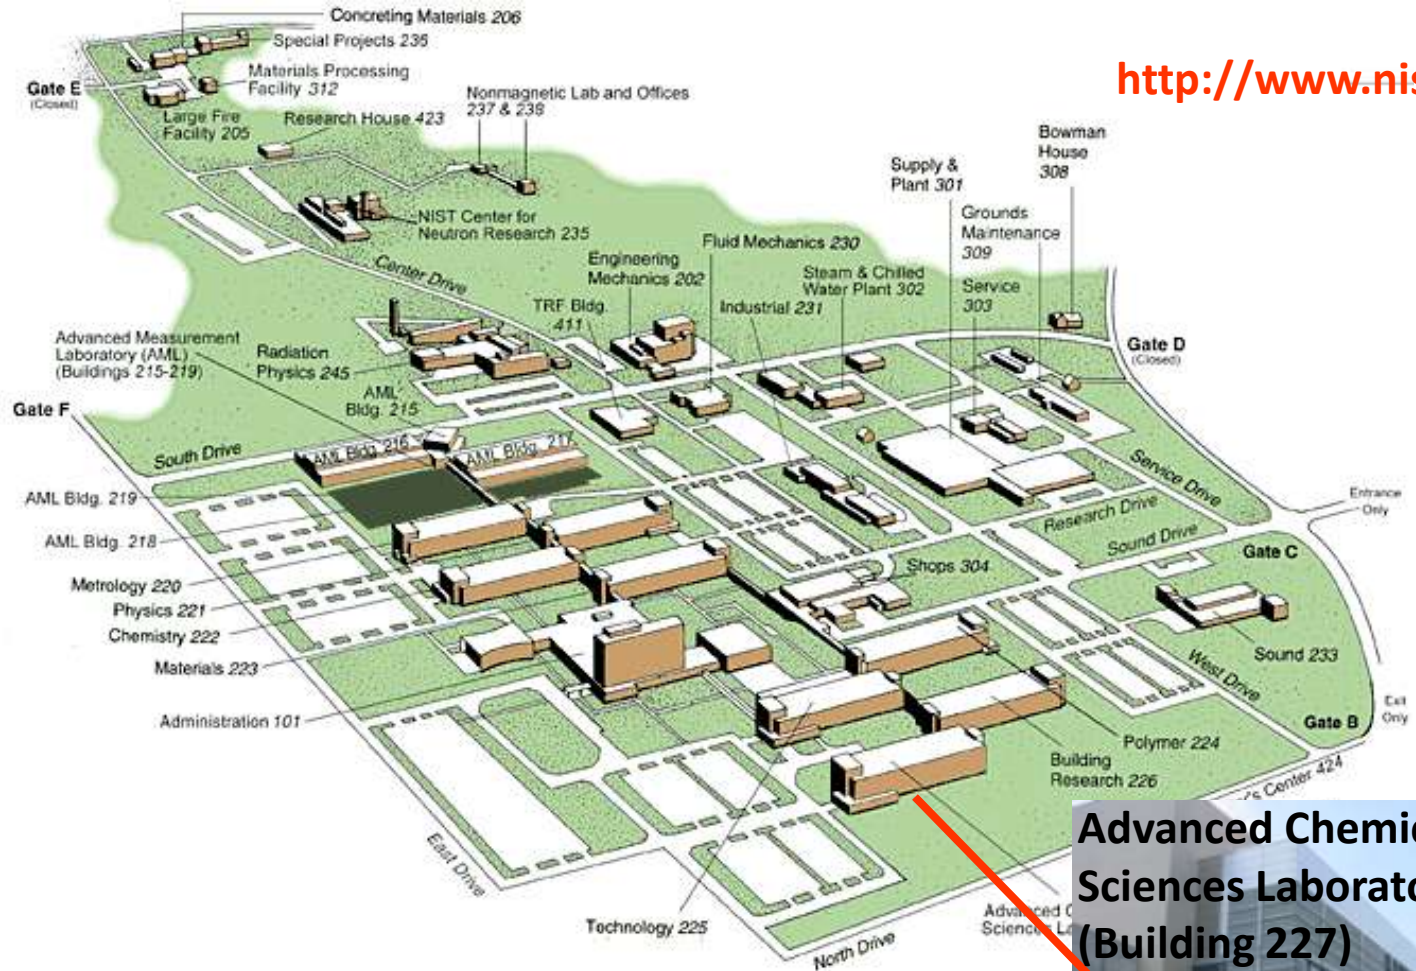 Concreting Materials 206
Special Projects 236
http://www.nis
Gate E
(Closed)
Materials Processing
Facility 312
Nonmagnetic Lab and Offices
237 & 238
Large Fire
Facility 205
Research House 423
Bowman
House
308
Supply &
Plant 301
Grounds
Maintenance
309
NIST Center for
Neutron Research 235
Fluid Mechanics 230
Engineering
Mechanics 202
Steam & Chilled
Water Plant 302
Service
303
Center Drive
TRF Bldg.
411
Industrial 231
Advanced Measurement
Laboratory (AML)
(Buildings 215-219)
Radiation
Physics 245
Gate D
(Closed)
AML
Bldg. 215
Gate F
South Drive
AML Bldg. 216
AML Bldg. 217
Service Drive
AML Bldg. 219
Entrance
Only
Research Drive
AML Bldg. 218
Sound Drive
Gate C
Metrology 220
Shops 304
Physics 221
Chemistry 222
Materials 223
Sound 233
West Drive
Administration 101
Exit
Only
Gate B
Polymer 224
Building
Research 226
's Center 424
Advanced Chemic
Sciences Laborato
(Building 227)
East Drive
Technology 225
Advanced C
Sciences La
North Drive